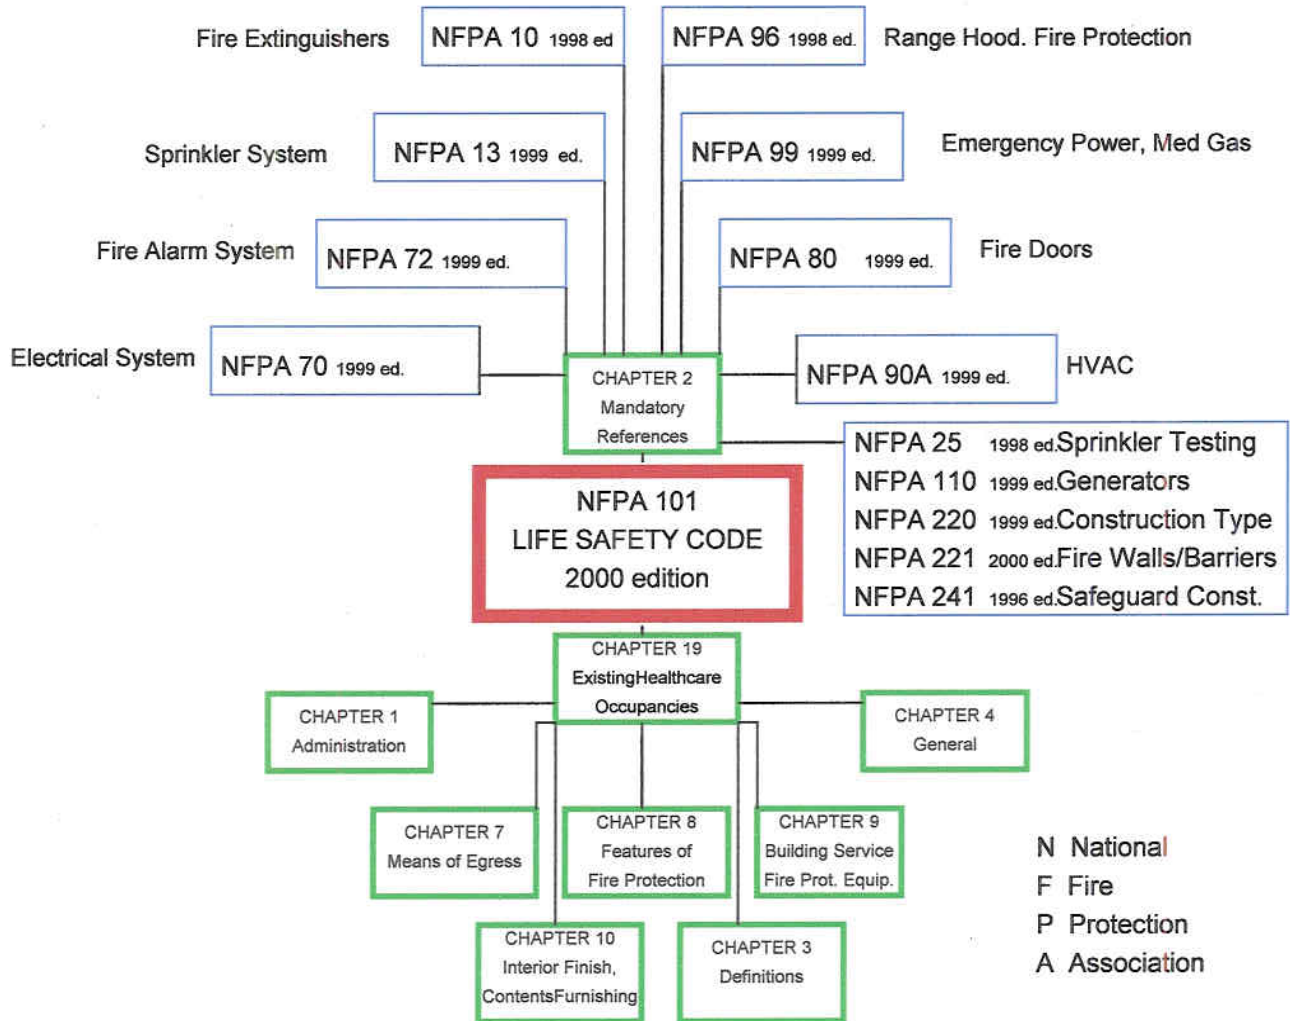 Fire Extinguishers
NFPA 10 1998 ed
NFPA 96 1998 ed.
Range Hood. Fire Protection
Sprinkler System
NFPA 13 1999 ed.
NFPA 99 1999 ed.
Emergency Power, Med Gas
Fire Alarm System
NFPA 72 1999 ed.
NFPA 80 1999 ed.
Fire Doors
Electrical System
NFPA 70 1999 ed.
CHAPTER 2
Mandatory
References
NFPA 90A 1999 ed.
HVAC
NFPA 25 1998 ed.Sprinkler Testing
NFPA 110 1999 ed.Generators
NFPA 220 1999 ed.Construction Type
NFPA 221 2000 ed.Fire Walls/Barriers
NFPA 241 1996 ed.Safeguard Const.
NFPA 101
LIFE SAFETY CODE
2000 edition
CHAPTER 19
ExistingHealthcare
Occupancies
CHAPTER 1
Administration
CHAPTER 4
General
CHAPTER 7
Means of Egress
CHAPTER 8
Features of
Fire Protection
CHAPTER 9
Building Service
Fire Prot. Equip.
CHAPTER 10
Interior Finish,
ContentsFurnishing
CHAPTER 3
Definitions
N National
F Fire
P Protection
A Association